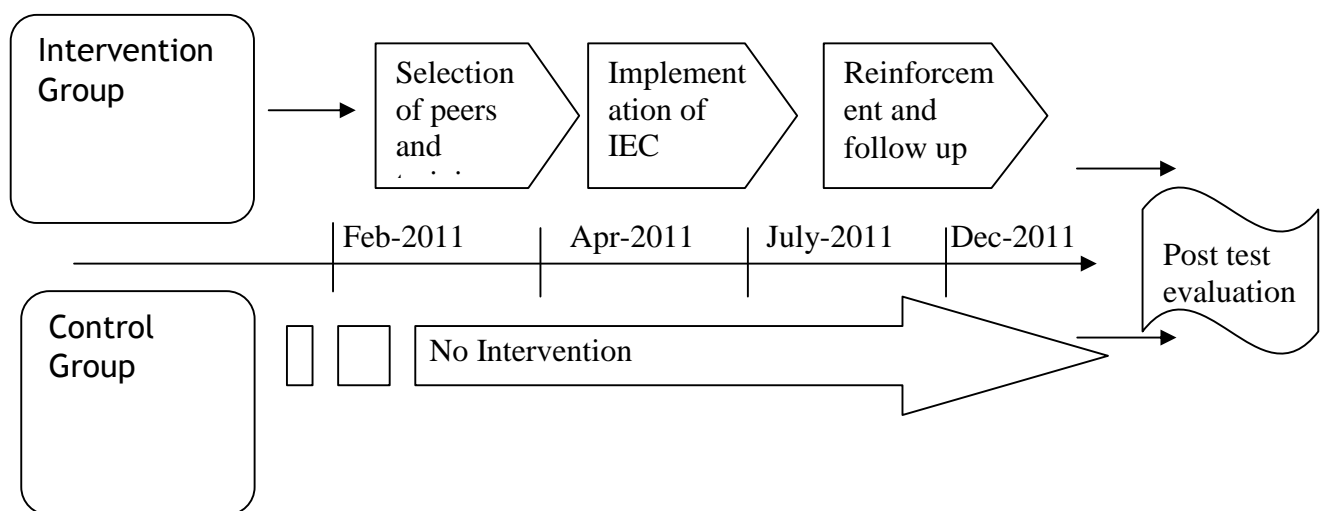 Intervention
Group
Selection
of peers
and
Implement
ation of
IEC
Reinforcem
ent and
follow up
Feb-2011
Apr-2011
July-2011
Dec-2011
Post test
evaluation
Control
Group
No Intervention